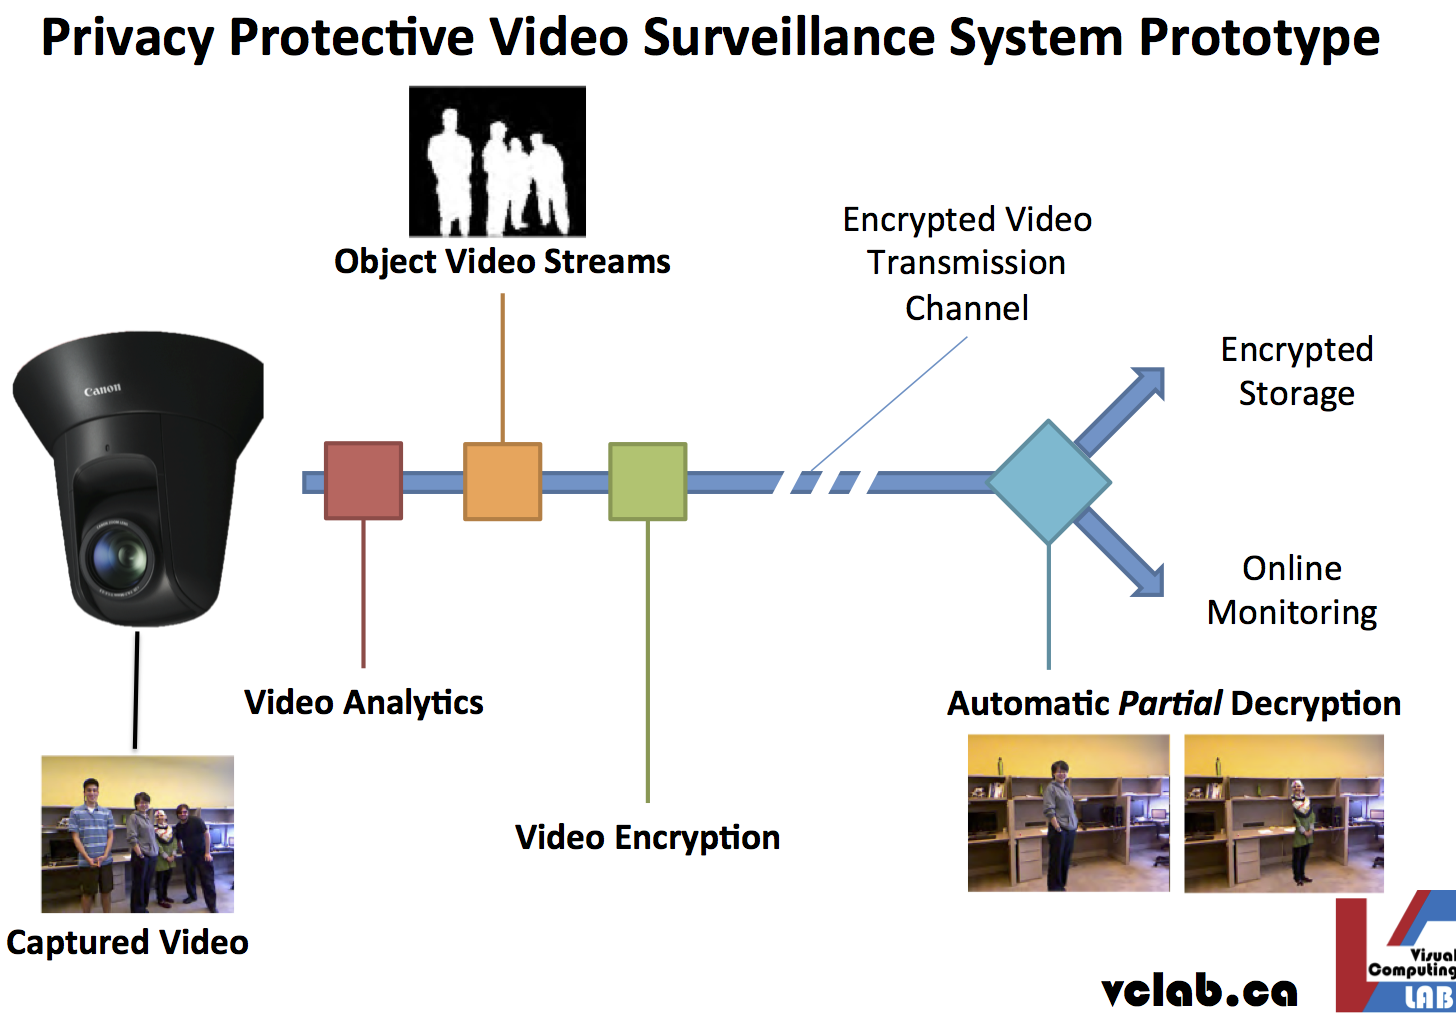 Privacy Protective Video Surveillance System Prototype
Object Video Streams
Encrypted Video
Transmission
Channel
Encrypted
Storage
Canon
Online
Monitoring
Video Analytics
Automatic Partial Decryption
Video Encryption
Captured Video
vclab.ca
Visual
Computing
LAB